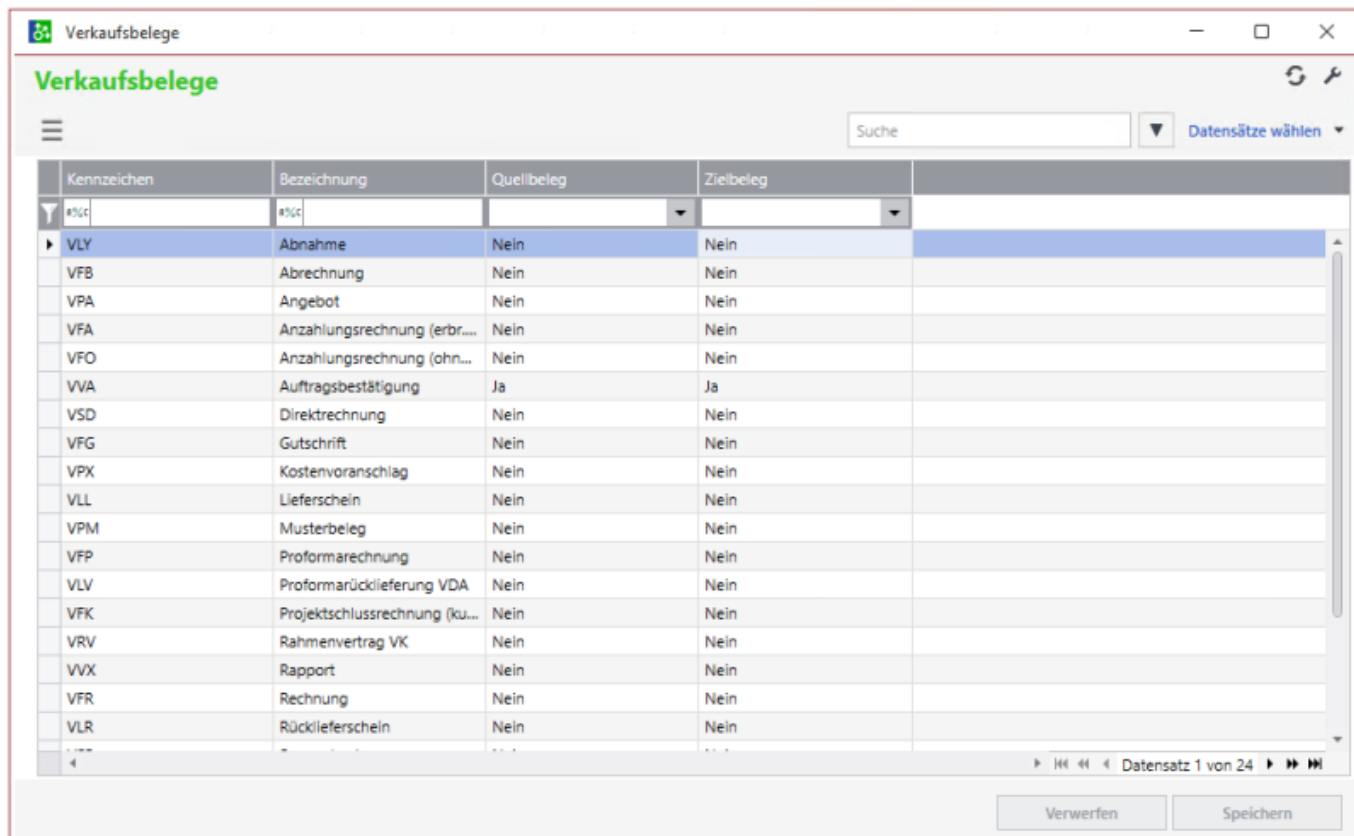 Verkaufsbelege
Verkaufsbelege
Suche
Datensätze wählen
Kennzeichen Bezeichnung Quellbeleg Zielbeleg
VLY Abnahme Nein Nein
VFB Abrechnung Nein Nein
VPA Angebot Nein Nein
VFA Anzahlungsrechnung (erbr.... Nein Nein
VFO Anzahlungsrechnung (ohn... Nein Nein
VVA Auftragsbestätigung Ja Ja
VSD Direktrechnung Nein Nein
VFG Gutschrift Nein Nein
VPX Kostenvoranschlag Nein Nein
VLL Lieferschein Nein Nein
VPM Musterbeleg Nein Nein
VFP Proformarechnung Nein Nein
VLV Proformarücklieferung VDA Nein Nein
VFK Projektschlussrechnung (ku... Nein Nein
VRV Rahmenvertrag VK Nein Nein
VVX Rapport Nein Nein
VFR Rechnung Nein Nein
VLR Rücklieferschein Nein Nein
Datensatz 1 von 24
Verwerfen Speichern